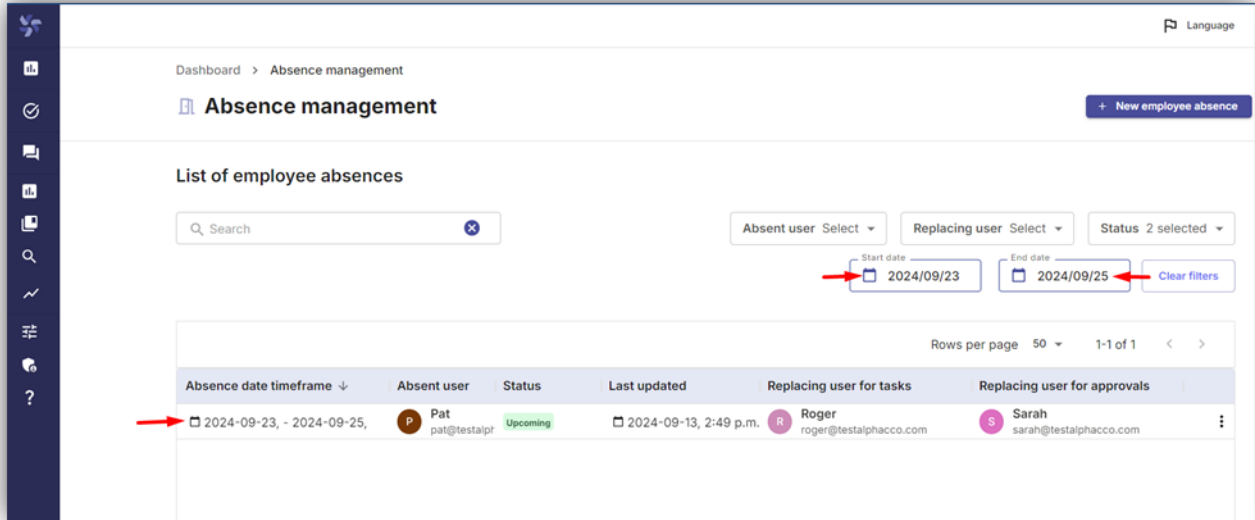 Language
Dashboard > Absence management
Absence management
+ New employee absence
List of employee absences
Search
Absent user Select
Replacing user Select
Status 2 selected
Start date
2024/09/23
End date
2024/09/25
Clear filters
Rows per page 50 1-1 of 1 < >
Absence date timeframe ↓ Absent user Status Last updated Replacing user for tasks Replacing user for approvals
2024-09-23, - 2024-09-25, P Pat Upcoming 2024-09-13, 2:49 p.m. R Roger S Sarah
pat@testalph roger@testalphacco.com sarah@testalphacco.com
?